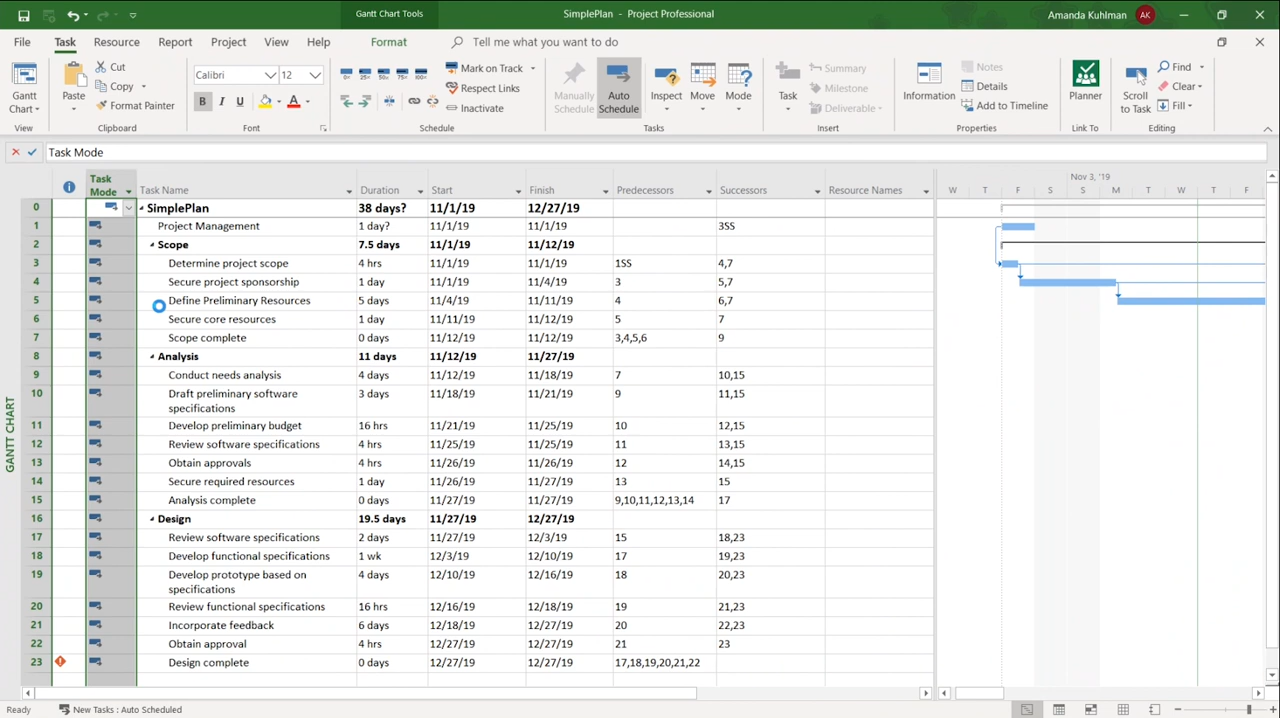 Gantt Chart Tools
SimplePlan - Project Professional
Amanda Kuhlman AK
File Task Resource Report Project View Help Format Tell me what you want to do
Gantt Chart
View
Paste
Cut
Copy
Format Painter
Clipboard
Calibri 12
B I U A
Font
0% 25% 50% 75% 100%
Mark on Track
Respect Links
Inactivate
Schedule
Manually Schedule
Auto Schedule
Inspect
Move
Mode
Tasks
Task
Summary
Milestone
Deliverable
Insert
Information
Notes
Details
Add to Timeline
Properties
Planner
Link To
Scroll to Task
Find
Clear
Fill
Editing
Task Mode
Task Mode Task Name Duration Start Finish Predecessors Successors Resource Names
Nov 3, '19
W T F S S M T W T F
0 SimplePlan 38 days? 11/1/19 12/27/19
1 Project Management 1 day? 11/1/19 11/1/19 3SS
2 Scope 7.5 days 11/1/19 11/12/19
3 Determine project scope 4 hrs 11/1/19 11/1/19 1SS 4,7
4 Secure project sponsorship 1 day 11/1/19 11/4/19 3 5,7
5 Define Preliminary Resources 5 days 11/4/19 11/11/19 4 6,7
6 Secure core resources 1 day 11/11/19 11/12/19 5 7
7 Scope complete 0 days 11/12/19 11/12/19 3,4,5,6 9
8 Analysis 11 days 11/12/19 11/27/19
9 Conduct needs analysis 4 days 11/12/19 11/18/19 7 10,15
10 Draft preliminary software specifications 3 days 11/18/19 11/21/19 9 11,15
11 Develop preliminary budget 16 hrs 11/21/19 11/25/19 10 12,15
12 Review software specifications 4 hrs 11/25/19 11/25/19 11 13,15
13 Obtain approvals 4 hrs 11/26/19 11/26/19 12 14,15
14 Secure required resources 1 day 11/26/19 11/27/19 13 15
15 Analysis complete 0 days 11/27/19 11/27/19 9,10,11,12,13,14 17
16 Design 19.5 days 11/27/19 12/27/19
17 Review software specifications 2 days 11/27/19 12/3/19 15 18,23
18 Develop functional specifications 1 wk 12/3/19 12/10/19 17 19,23
19 Develop prototype based on specifications 4 days 12/10/19 12/16/19 18 20,23
20 Review functional specifications 16 hrs 12/16/19 12/18/19 19 21,23
21 Incorporate feedback 6 days 12/18/19 12/27/19 20 22,23
22 Obtain approval 4 hrs 12/27/19 12/27/19 21 23
23 Design complete 0 days 12/27/19 12/27/19 17,18,19,20,21,22
GANTT CHART
Ready New Tasks : Auto Scheduled